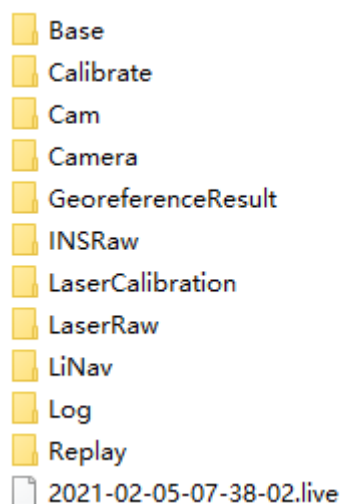 Base
Calibrate
Cam
Camera
GeoreferenceResult
INSRaw
LaserCalibration
LaserRaw
LiNav
Log
Replay
2021-02-05-07-38-02.live